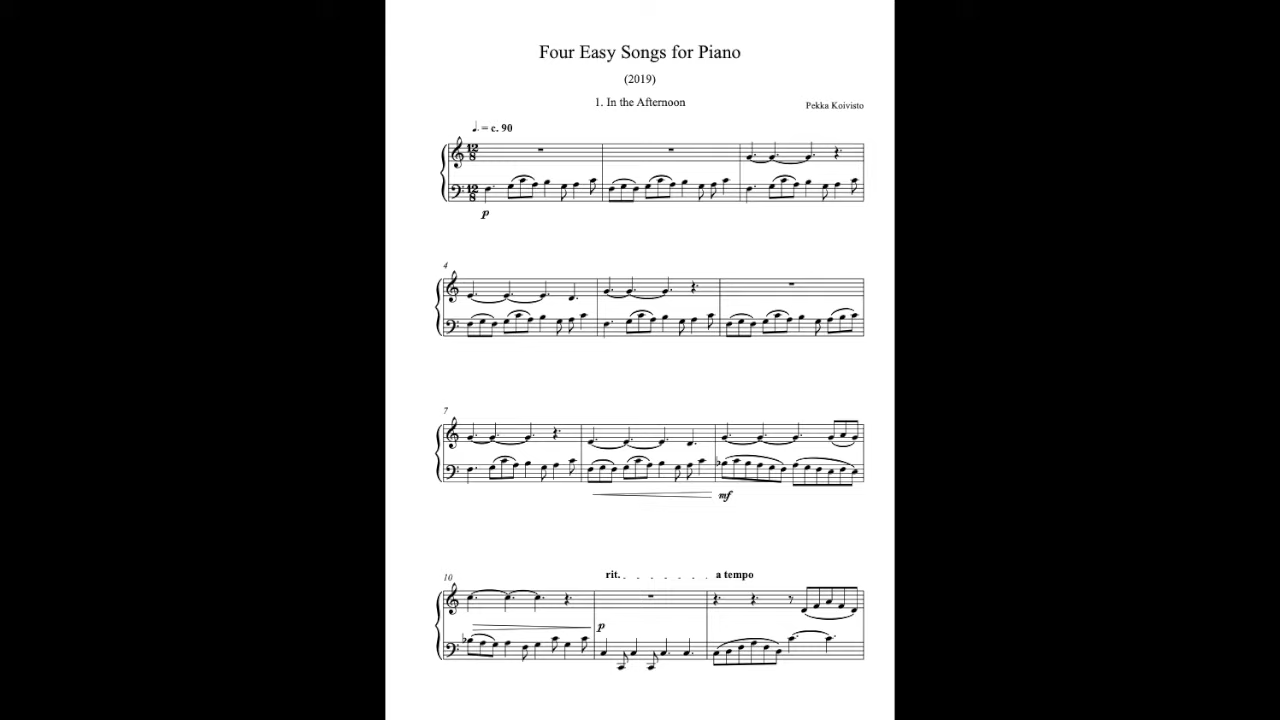 Four Easy Songs for Piano
(2019)
1. In the Afternoon
Pekka Koivisto
♩. = c. 90
12/8
12/8
p
4
7
mf
10
rit. . . . . . . .
a tempo
p